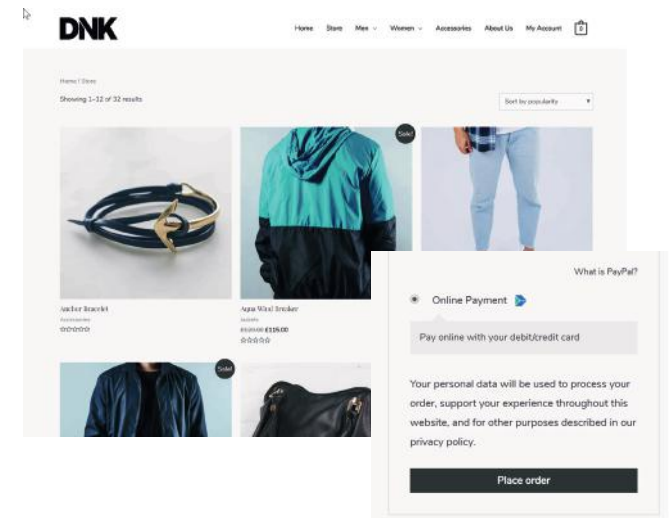 DNK
Home Store Men Women Accessories About Us My Account 0
Home / Store
Showing 1–12 of 32 results
Sort by popularity
Sale!
Anchor Bracelet
Accessories
Aqua Wind Breaker
£115.00
Sale!
What is PayPal?
Online Payment
Pay online with your debit/credit card
Your personal data will be used to process your
order, support your experience throughout this
website, and for other purposes described in our
privacy policy.
Place order